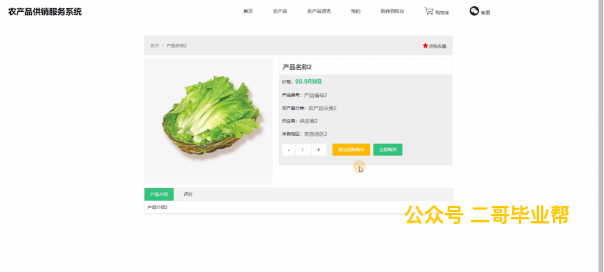 农产品供销服务系统
首页 农产品 农产品资讯 我的 跳转到后台 购物车 客服
首页 / 产品名称2
点我收藏
产品名称2
价格： 99.9RMB
产品编号： 产品编号2
农产品分类： 农产品分类2
供应商： 供应商2
来自地区： 来自地区2
- 1 + 添加到购物车 立即购买
产品介绍 评价
产品介绍2
公众号 二哥毕业帮